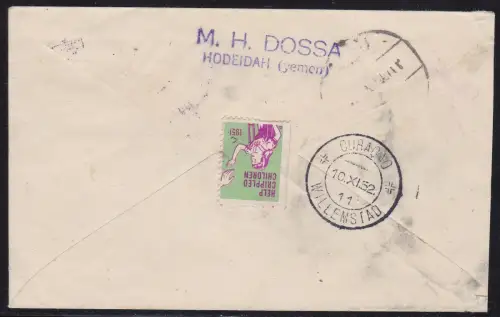 M. H. DOSSA
HODEIDAH (yemen)
HELP
CRIPPLED
CHILDREN
1951
CURAÇAO
10.XI.52.
11
WILLEMSTAD